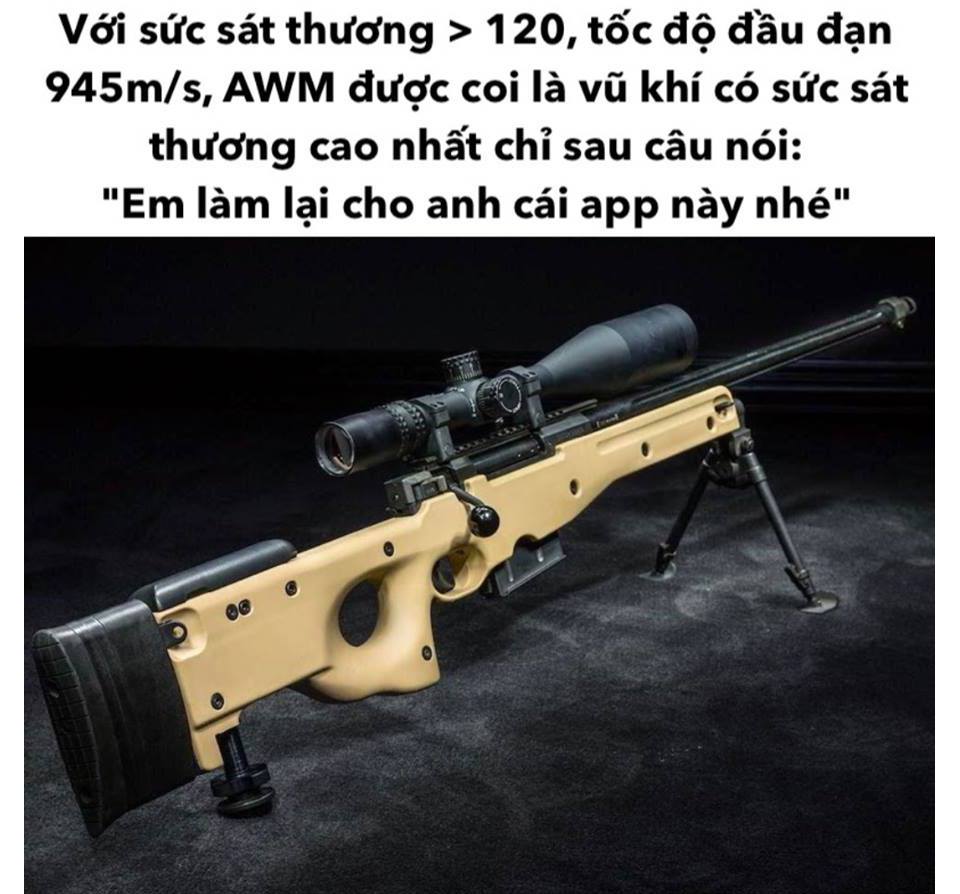 Với sức sát thương > 120, tốc độ đầu đạn
945m/s, AWM được coi là vũ khí có sức sát
thương cao nhất chỉ sau câu nói:
"Em làm lại cho anh cái app này nhé"